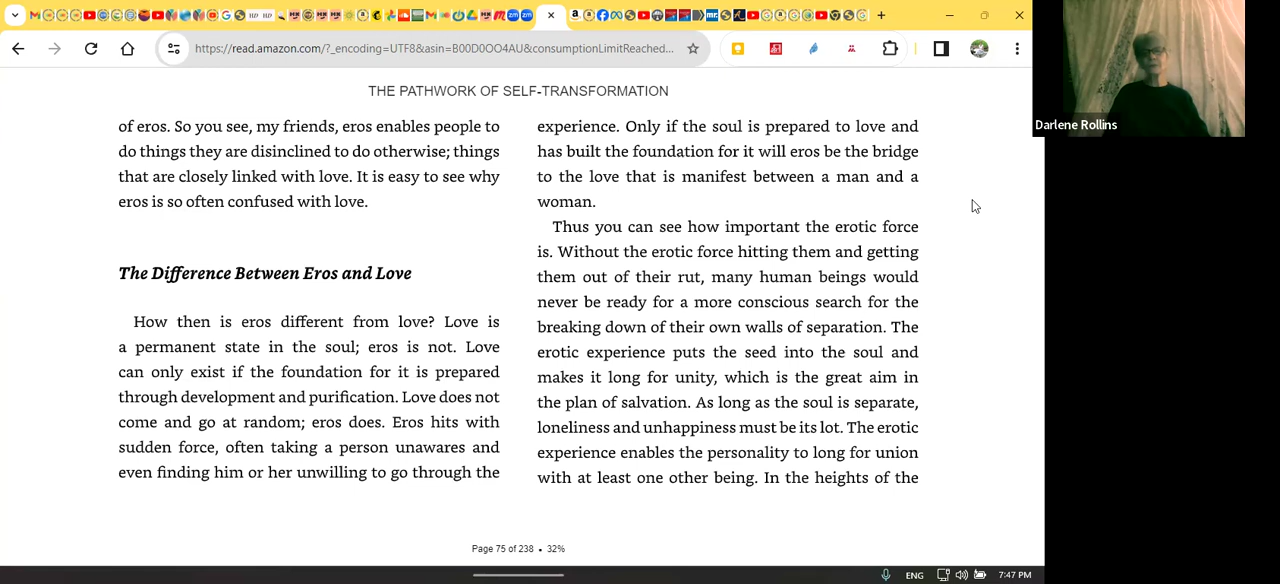 https://read.amazon.com/?_encoding=UTF8&asin=B00D0OO4AU&consumptionLimitReached...
Darlene Rollins
THE PATHWORK OF SELF-TRANSFORMATION
of eros. So you see, my friends, eros enables people to
do things they are disinclined to do otherwise; things
that are closely linked with love. It is easy to see why
eros is so often confused with love.
The Difference Between Eros and Love
How then is eros different from love? Love is
a permanent state in the soul; eros is not. Love
can only exist if the foundation for it is prepared
through development and purification. Love does not
come and go at random; eros does. Eros hits with
sudden force, often taking a person unawares and
even finding him or her unwilling to go through the
experience. Only if the soul is prepared to love and
has built the foundation for it will eros be the bridge
to the love that is manifest between a man and a
woman.
Thus you can see how important the erotic force
is. Without the erotic force hitting them and getting
them out of their rut, many human beings would
never be ready for a more conscious search for the
breaking down of their own walls of separation. The
erotic experience puts the seed into the soul and
makes it long for unity, which is the great aim in
the plan of salvation. As long as the soul is separate,
loneliness and unhappiness must be its lot. The erotic
experience enables the personality to long for union
with at least one other being. In the heights of the
Page 75 of 238 • 32%
ENG
7:47 PM